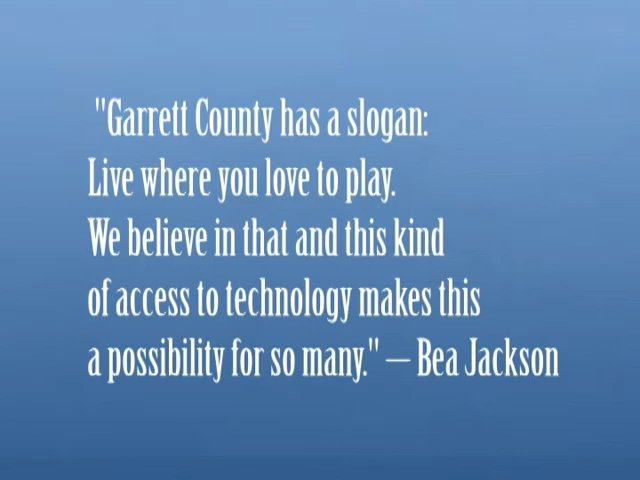 "Garrett County has a slogan:
Live where you love to play.
We believe in that and this kind
of access to technology makes this
a possibility for so many." – Bea Jackson